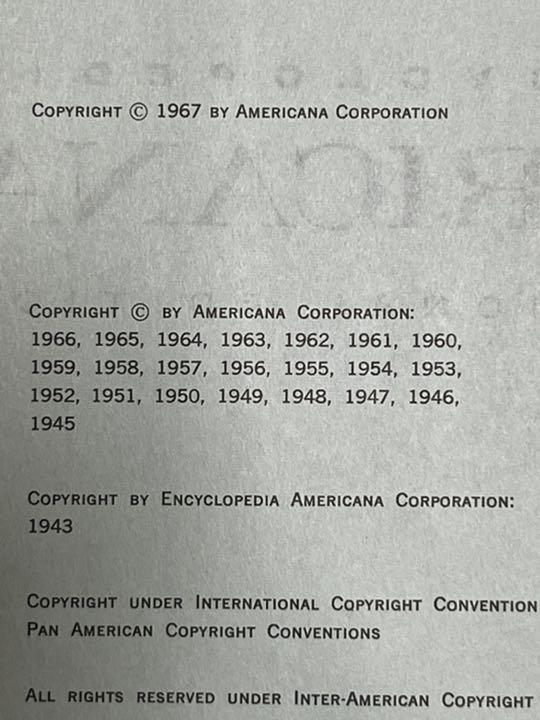 COPYRIGHT © 1967 BY AMERICANA CORPORATION
COPYRIGHT © BY AMERICANA CORPORATION:
1966, 1965, 1964, 1963, 1962, 1961, 1960,
1959, 1958, 1957, 1956, 1955, 1954, 1953,
1952, 1951, 1950, 1949, 1948, 1947, 1946,
1945
COPYRIGHT BY ENCYCLOPEDIA AMERICANA CORPORATION:
1943
COPYRIGHT UNDER INTERNATIONAL COPYRIGHT CONVENTION
PAN AMERICAN COPYRIGHT CONVENTIONS
ALL RIGHTS RESERVED UNDER INTER-AMERICAN COPYRIGHT